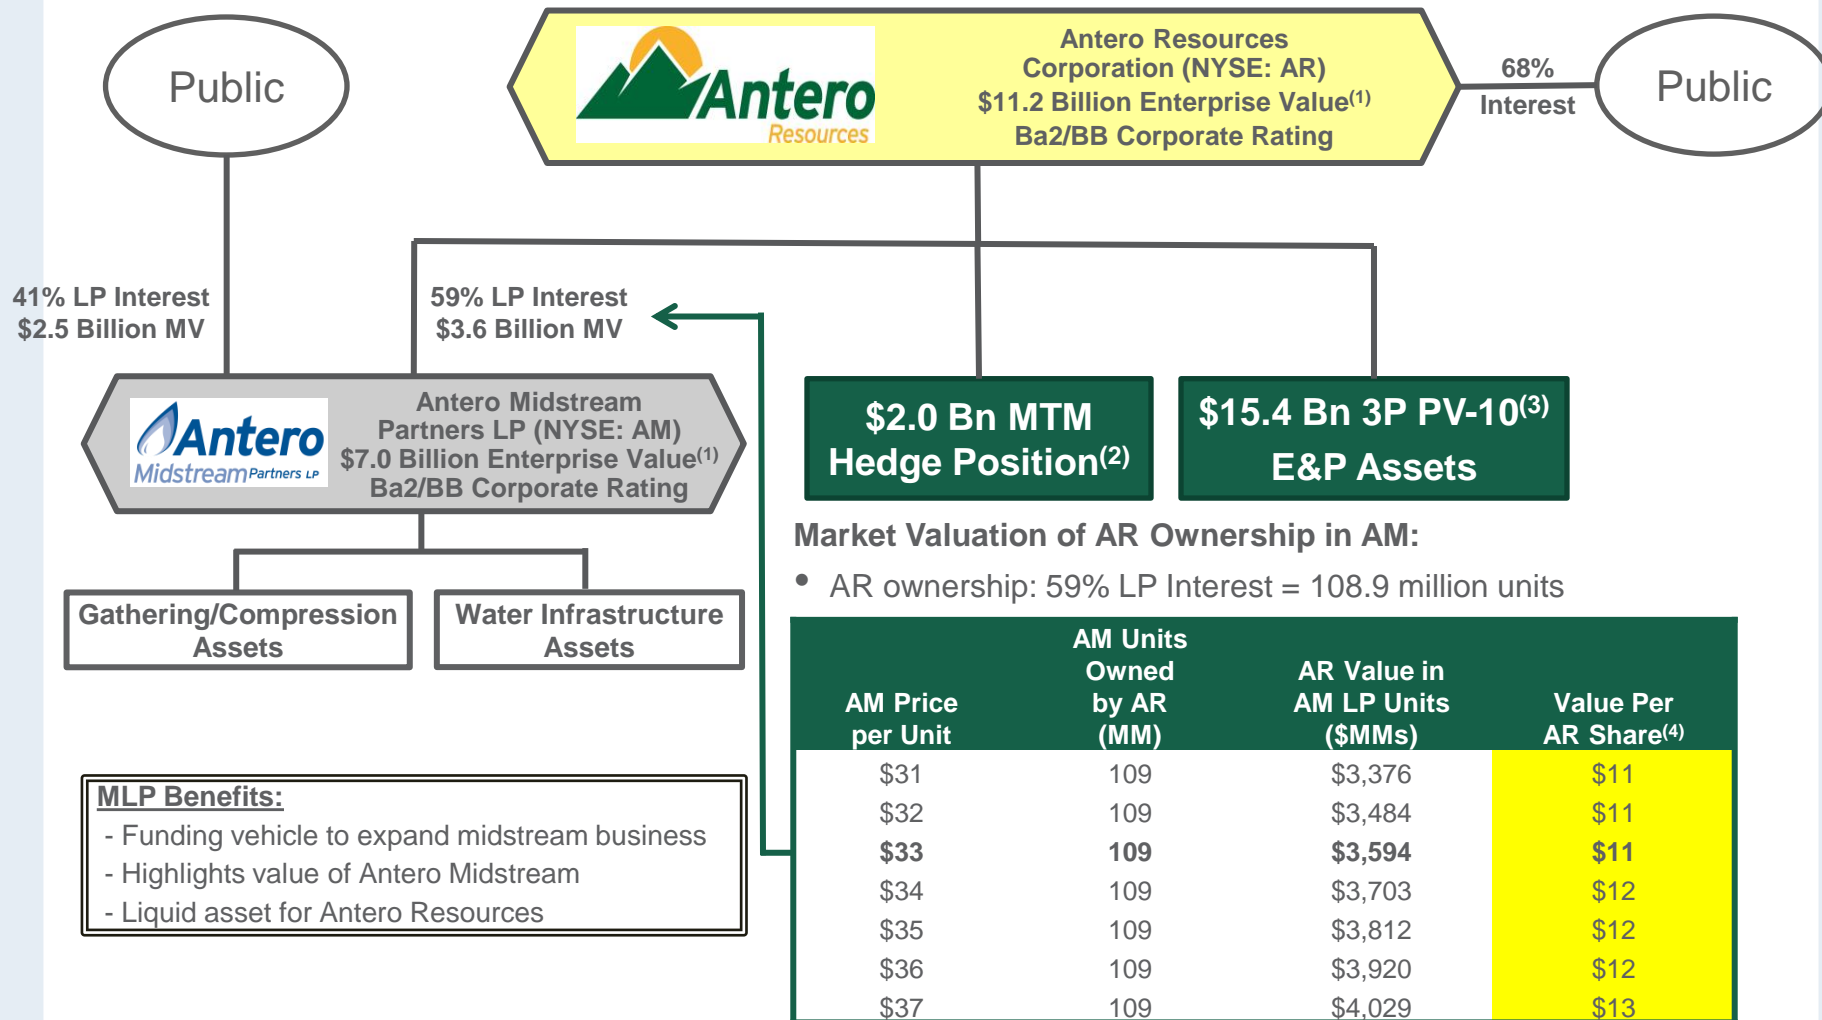 Public
Antero
Resources
Antero Resources
Corporation (NYSE: AR)
$11.2 Billion Enterprise Value(1)
Ba2/BB Corporate Rating
68%
Interest
Public
41% LP Interest
$2.5 Billion MV
59% LP Interest
$3.6 Billion MV
Antero
Midstream Partners LP
Antero Midstream
Partners LP (NYSE: AM)
$7.0 Billion Enterprise Value(1)
Ba2/BB Corporate Rating
$2.0 Bn MTM
Hedge Position(2)
$15.4 Bn 3P PV-10(3)
E&P Assets
Gathering/Compression
Assets
Water Infrastructure
Assets
Market Valuation of AR Ownership in AM:
• AR ownership: 59% LP Interest = 108.9 million units
AM Price
per Unit
AM Units
Owned
by AR
(MM)
AR Value in
AM LP Units
($MMs)
Value Per
AR Share(4)
$31 109 $3,376 $11
$32 109 $3,484 $11
$33 109 $3,594 $11
$34 109 $3,703 $12
$35 109 $3,812 $12
$36 109 $3,920 $12
$37 109 $4,029 $13
MLP Benefits:
- Funding vehicle to expand midstream business
- Highlights value of Antero Midstream
- Liquid asset for Antero Resources